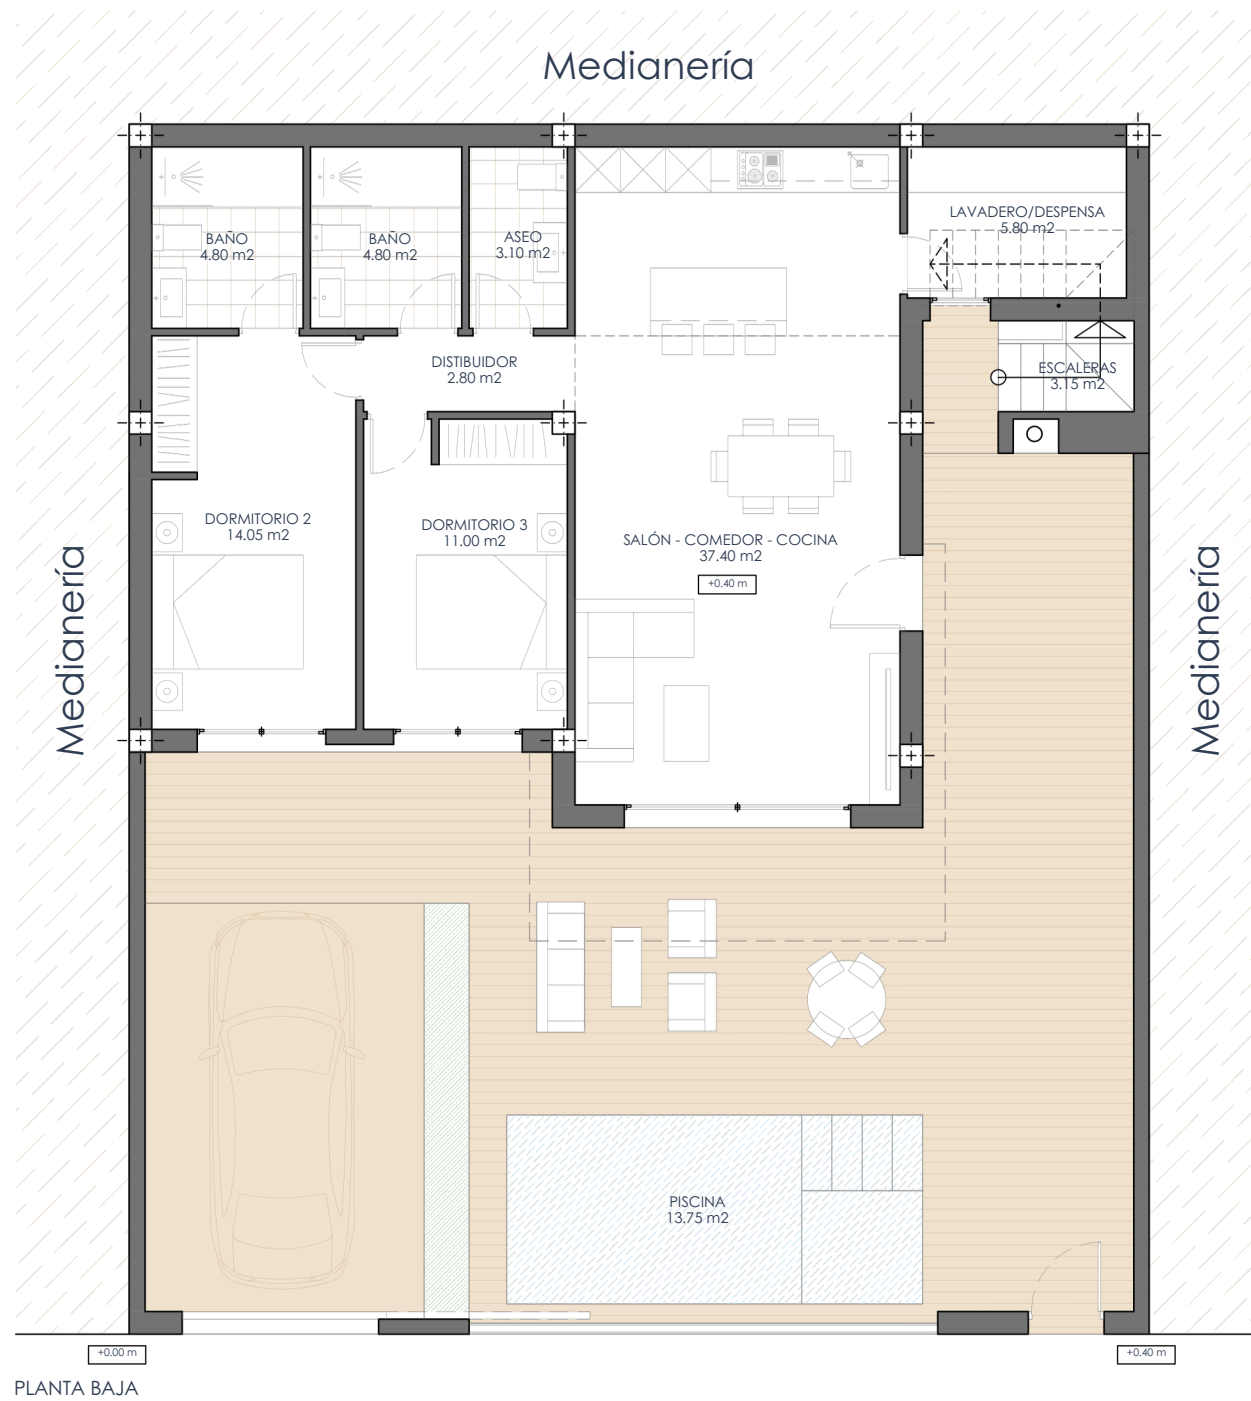 Medianería
LAVADERO/DESPENSA
5.80 m2
BAÑO
4.80 m2
BAÑO
4.80 m2
ASEO
3.10 m2
DISTIBUIDOR
2.80 m2
ESCALERAS
3.15 m2
DORMITORIO 2
14.05 m2
DORMITORIO 3
11.00 m2
SALÓN - COMEDOR - COCINA
37.40 m2
+0.40 m
Medianería
Medianería
PISCINA
13.75 m2
+0.00 m
+0.40 m
PLANTA BAJA